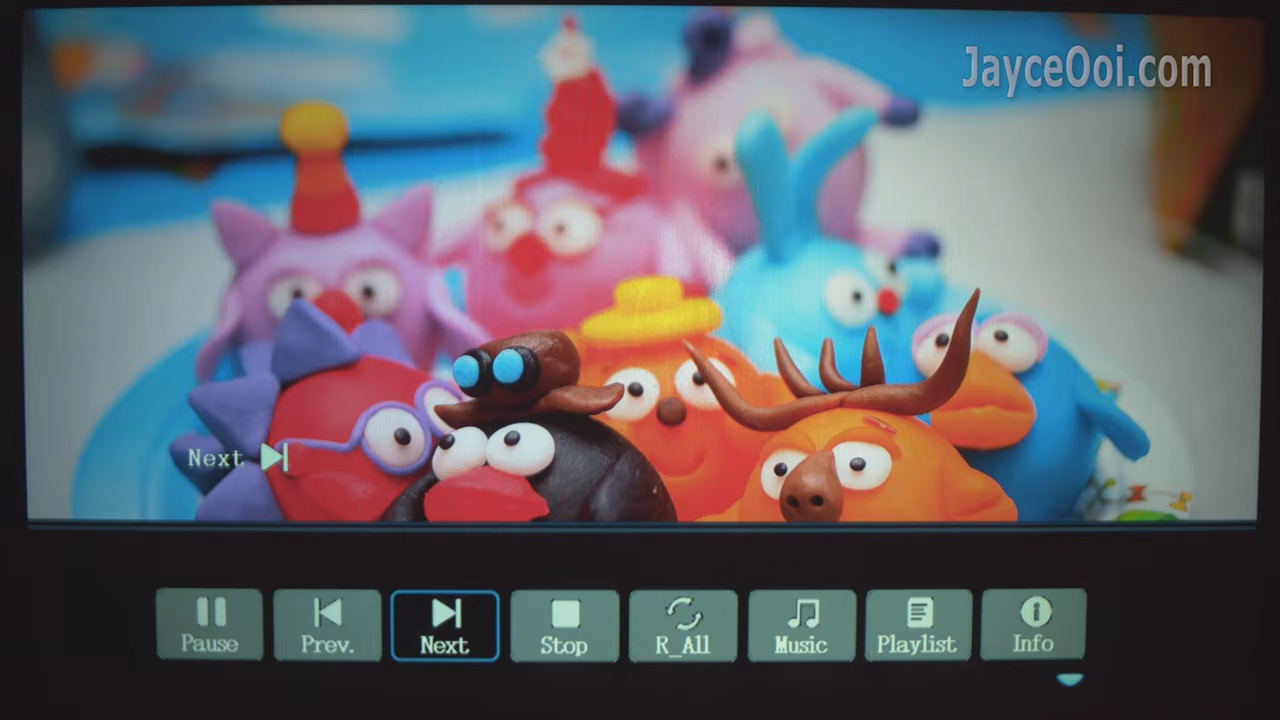 JayceOoi.com
Next
Pause
Prev.
Next
Stop
R_All
Music
Playlist
Info